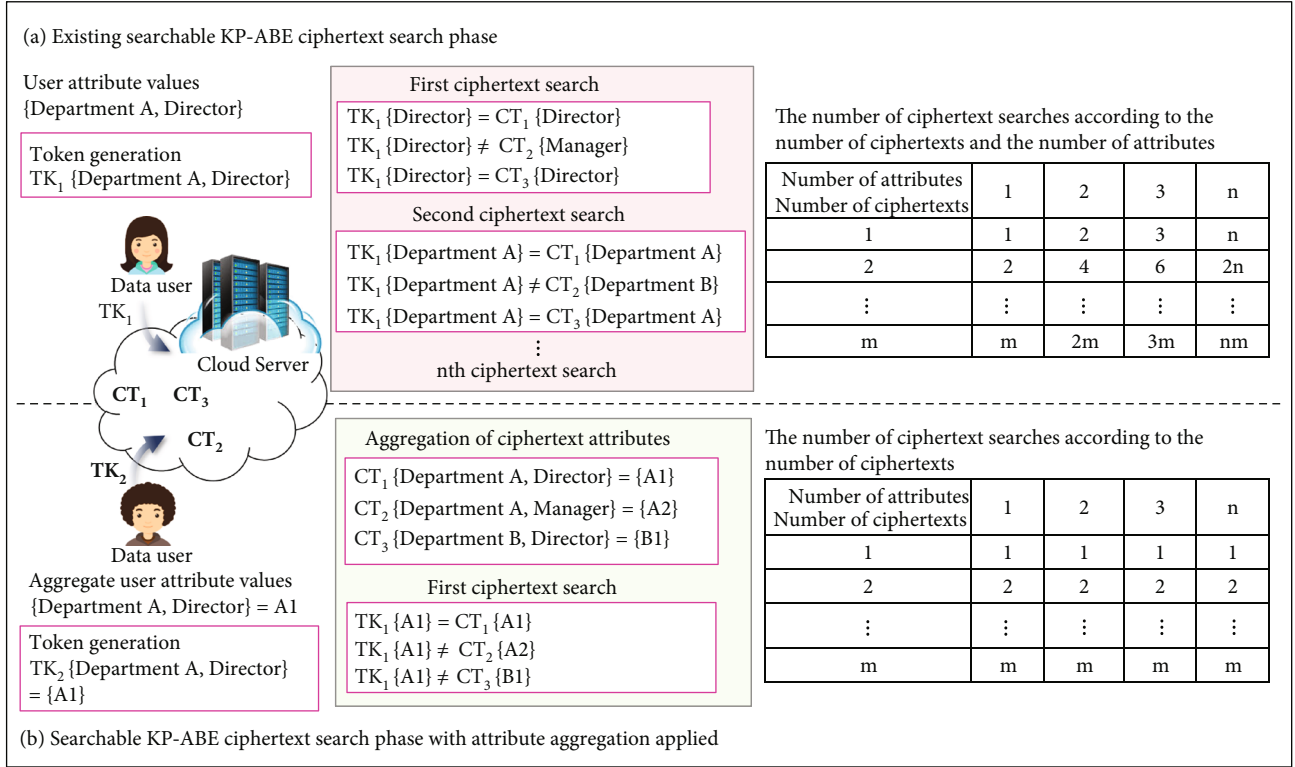 (a) Existing searchable KP-ABE ciphertext search phase
User attribute values
{Department A, Director}
Token generation
TK₁ {Department A, Director}
Data user
TK₁
Cloud Server
CT₁
CT₃
CT₂
First ciphertext search
TK₁ {Director} = CT₁ {Director}
TK₁ {Director} ≠ CT₂ {Manager}
TK₁ {Director} = CT₃ {Director}
Second ciphertext search
TK₁ {Department A} = CT₁ {Department A}
TK₁ {Department A} ≠ CT₂ {Department B}
TK₁ {Department A} = CT₃ {Department A}
⋮
nth ciphertext search
The number of ciphertext searches according to the
number of ciphertexts and the number of attributes
Number of attributes
Number of ciphertexts
1 2 3 n
1 1 2 3 n
2 2 4 6 2n
⋮ ⋮ ⋮ ⋮ ⋮
m m 2m 3m nm
TK₂
Data user
Aggregate user attribute values
{Department A, Director} = A1
Token generation
TK₂ {Department A, Director}
= {A1}
Aggregation of ciphertext attributes
CT₁ {Department A, Director} = {A1}
CT₂ {Department A, Manager} = {A2}
CT₃ {Department B, Director} = {B1}
First ciphertext search
TK₁ {A1} = CT₁ {A1}
TK₁ {A1} ≠ CT₂ {A2}
TK₁ {A1} ≠ CT₃ {B1}
The number of ciphertext searches according to the
number of ciphertexts
Number of attributes
Number of ciphertexts
1 2 3 n
1 1 1 1 1
2 2 2 2 2
⋮ ⋮ ⋮ ⋮ ⋮
m m m m m
(b) Searchable KP-ABE ciphertext search phase with attribute aggregation applied